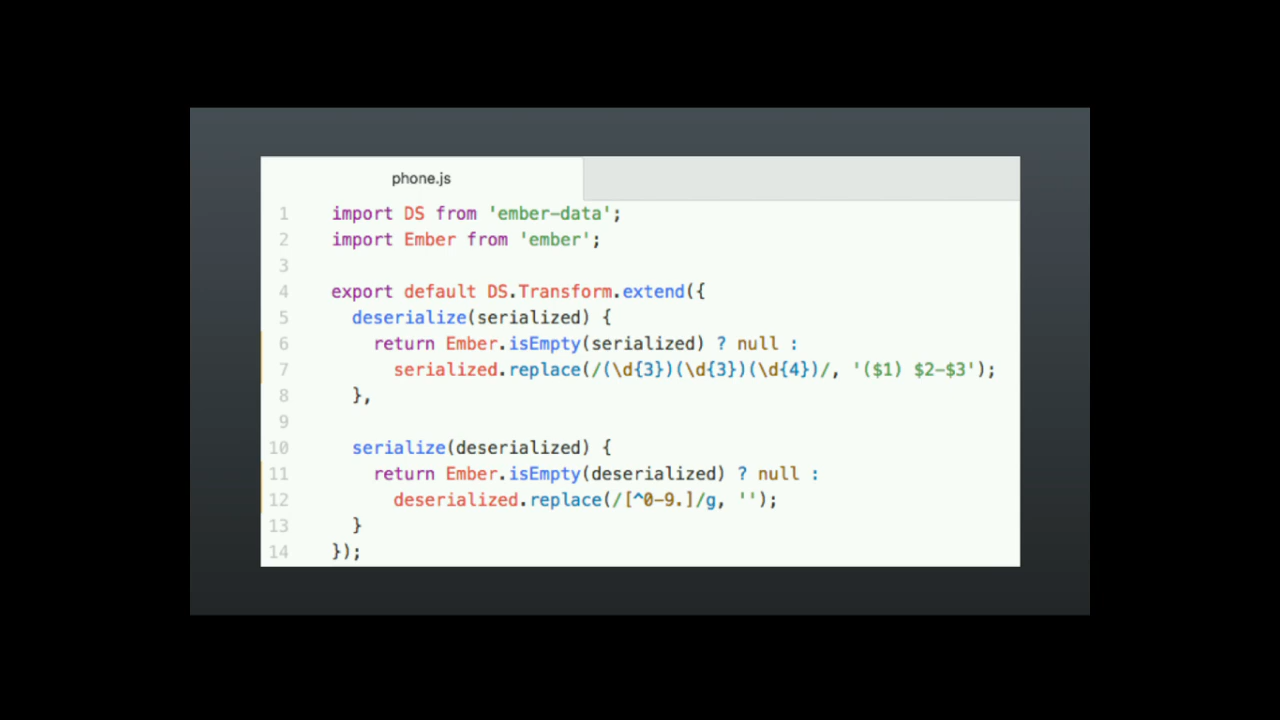 phone.js
1 import DS from 'ember-data';
2 import Ember from 'ember';
3
4 export default DS.Transform.extend({
5 deserialize(serialized) {
6 return Ember.isEmpty(serialized) ? null :
7 serialized.replace(/(\d{3})(\d{3})(\d{4})/, '($1) $2-$3');
8 },
9
10 serialize(deserialized) {
11 return Ember.isEmpty(deserialized) ? null :
12 deserialized.replace(/[^0-9.]/g, '');
13 }
14 });